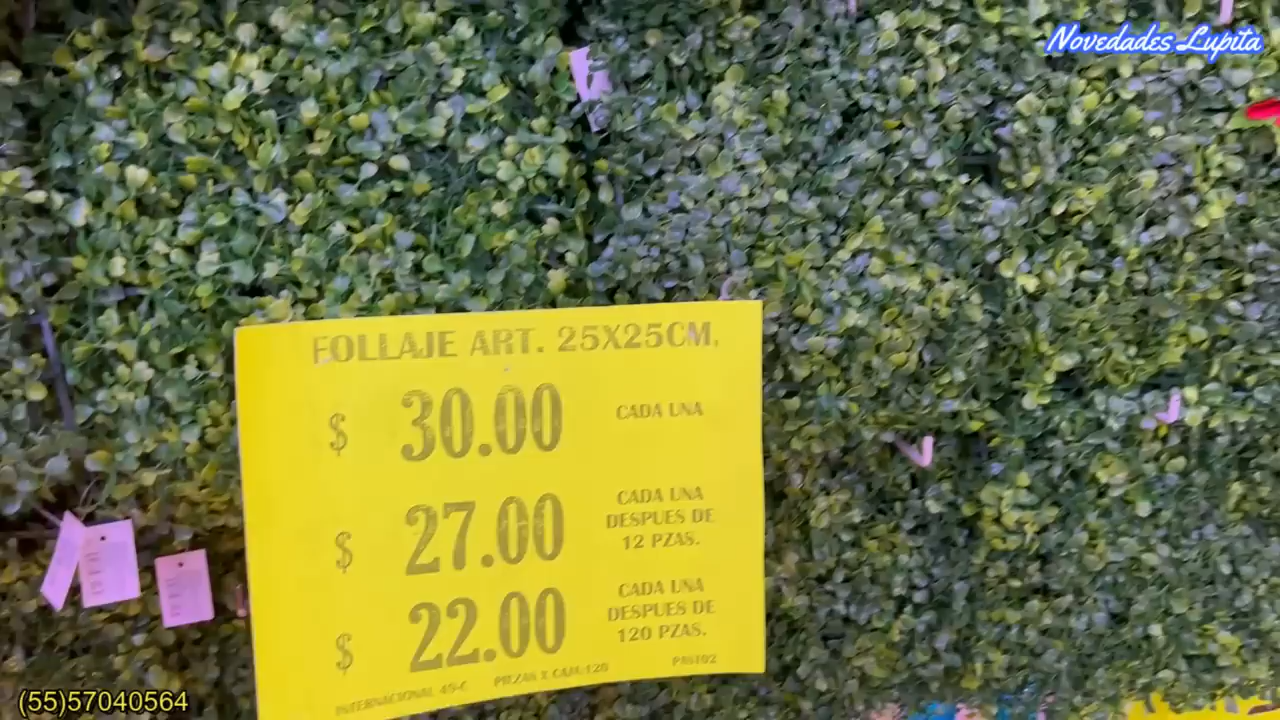 Novedades Lupita
FOLLAJE ART. 25X25CM.
$ 30.00 CADA UNA
$ 27.00 CADA UNA
DESPUES DE
12 PZAS.
$ 22.00 CADA UNA
DESPUES DE
120 PZAS.
INTERNACIONAL 49-C PIEZAS X CAJA:120 PAST02
(55)57040564